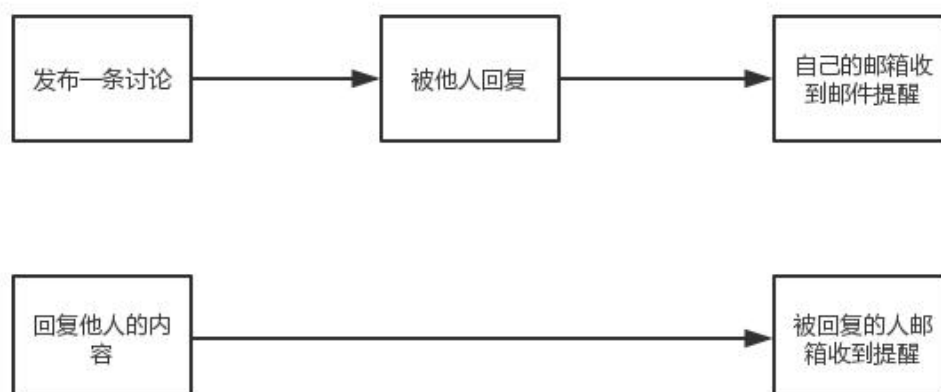 发布一条讨论
被他人回复
自己的邮箱收
到邮件提醒
回复他人的内
容
被回复的人邮
箱收到提醒